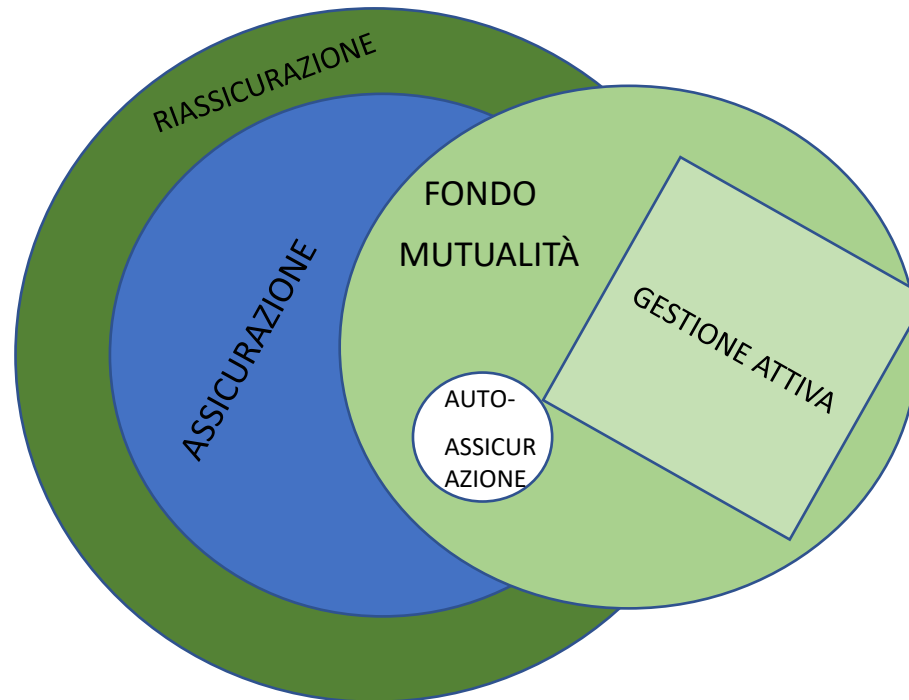 RIASSICURAZIONE
ASSICURAZIONE
FONDO
MUTUALITÀ
GESTIONE ATTIVA
AUTO-
ASSICUR
AZIONE